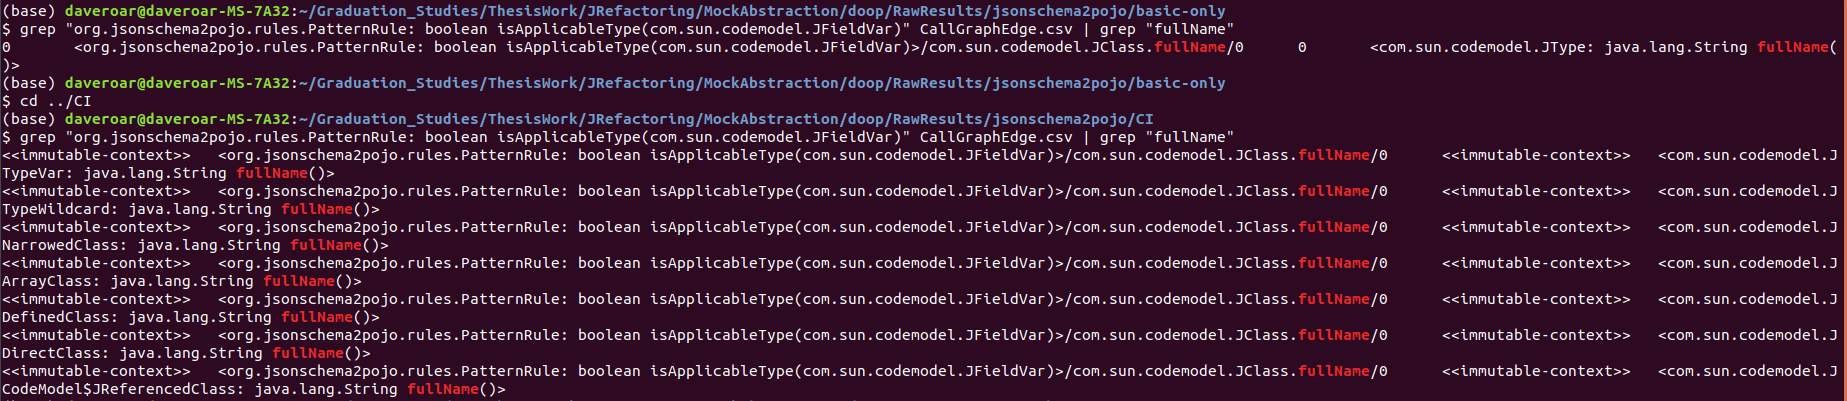 (base) daveroar@daveroar-MS-7A32:~/Graduation_Studies/ThesisWork/JRefactoring/MockAbstraction/doop/RawResults/jsonschema2pojo/basic-only
$ grep "org.jsonschema2pojo.rules.PatternRule: boolean isApplicableType(com.sun.codemodel.JFieldVar)" CallGraphEdge.csv | grep "fullName"
0 <org.jsonschema2pojo.rules.PatternRule: boolean isApplicableType(com.sun.codemodel.JFieldVar)>/com.sun.codemodel.JClass.fullName/0 0 <com.sun.codemodel.JType: java.lang.String fullName(
)>
(base) daveroar@daveroar-MS-7A32:~/Graduation_Studies/ThesisWork/JRefactoring/MockAbstraction/doop/RawResults/jsonschema2pojo/basic-only
$ cd ../CI
(base) daveroar@daveroar-MS-7A32:~/Graduation_Studies/ThesisWork/JRefactoring/MockAbstraction/doop/RawResults/jsonschema2pojo/CI
$ grep "org.jsonschema2pojo.rules.PatternRule: boolean isApplicableType(com.sun.codemodel.JFieldVar)" CallGraphEdge.csv | grep "fullName"
<<immutable-context>> <org.jsonschema2pojo.rules.PatternRule: boolean isApplicableType(com.sun.codemodel.JFieldVar)>/com.sun.codemodel.JClass.fullName/0 <<immutable-context>> <com.sun.codemodel.J
TypeVar: java.lang.String fullName()>
<<immutable-context>> <org.jsonschema2pojo.rules.PatternRule: boolean isApplicableType(com.sun.codemodel.JFieldVar)>/com.sun.codemodel.JClass.fullName/0 <<immutable-context>> <com.sun.codemodel.J
TypeWildcard: java.lang.String fullName()>
<<immutable-context>> <org.jsonschema2pojo.rules.PatternRule: boolean isApplicableType(com.sun.codemodel.JFieldVar)>/com.sun.codemodel.JClass.fullName/0 <<immutable-context>> <com.sun.codemodel.J
NarrowedClass: java.lang.String fullName()>
<<immutable-context>> <org.jsonschema2pojo.rules.PatternRule: boolean isApplicableType(com.sun.codemodel.JFieldVar)>/com.sun.codemodel.JClass.fullName/0 <<immutable-context>> <com.sun.codemodel.J
ArrayClass: java.lang.String fullName()>
<<immutable-context>> <org.jsonschema2pojo.rules.PatternRule: boolean isApplicableType(com.sun.codemodel.JFieldVar)>/com.sun.codemodel.JClass.fullName/0 <<immutable-context>> <com.sun.codemodel.J
DefinedClass: java.lang.String fullName()>
<<immutable-context>> <org.jsonschema2pojo.rules.PatternRule: boolean isApplicableType(com.sun.codemodel.JFieldVar)>/com.sun.codemodel.JClass.fullName/0 <<immutable-context>> <com.sun.codemodel.J
DirectClass: java.lang.String fullName()>
<<immutable-context>> <org.jsonschema2pojo.rules.PatternRule: boolean isApplicableType(com.sun.codemodel.JFieldVar)>/com.sun.codemodel.JClass.fullName/0 <<immutable-context>> <com.sun.codemodel.J
CodeModel$JReferencedClass: java.lang.String fullName()>